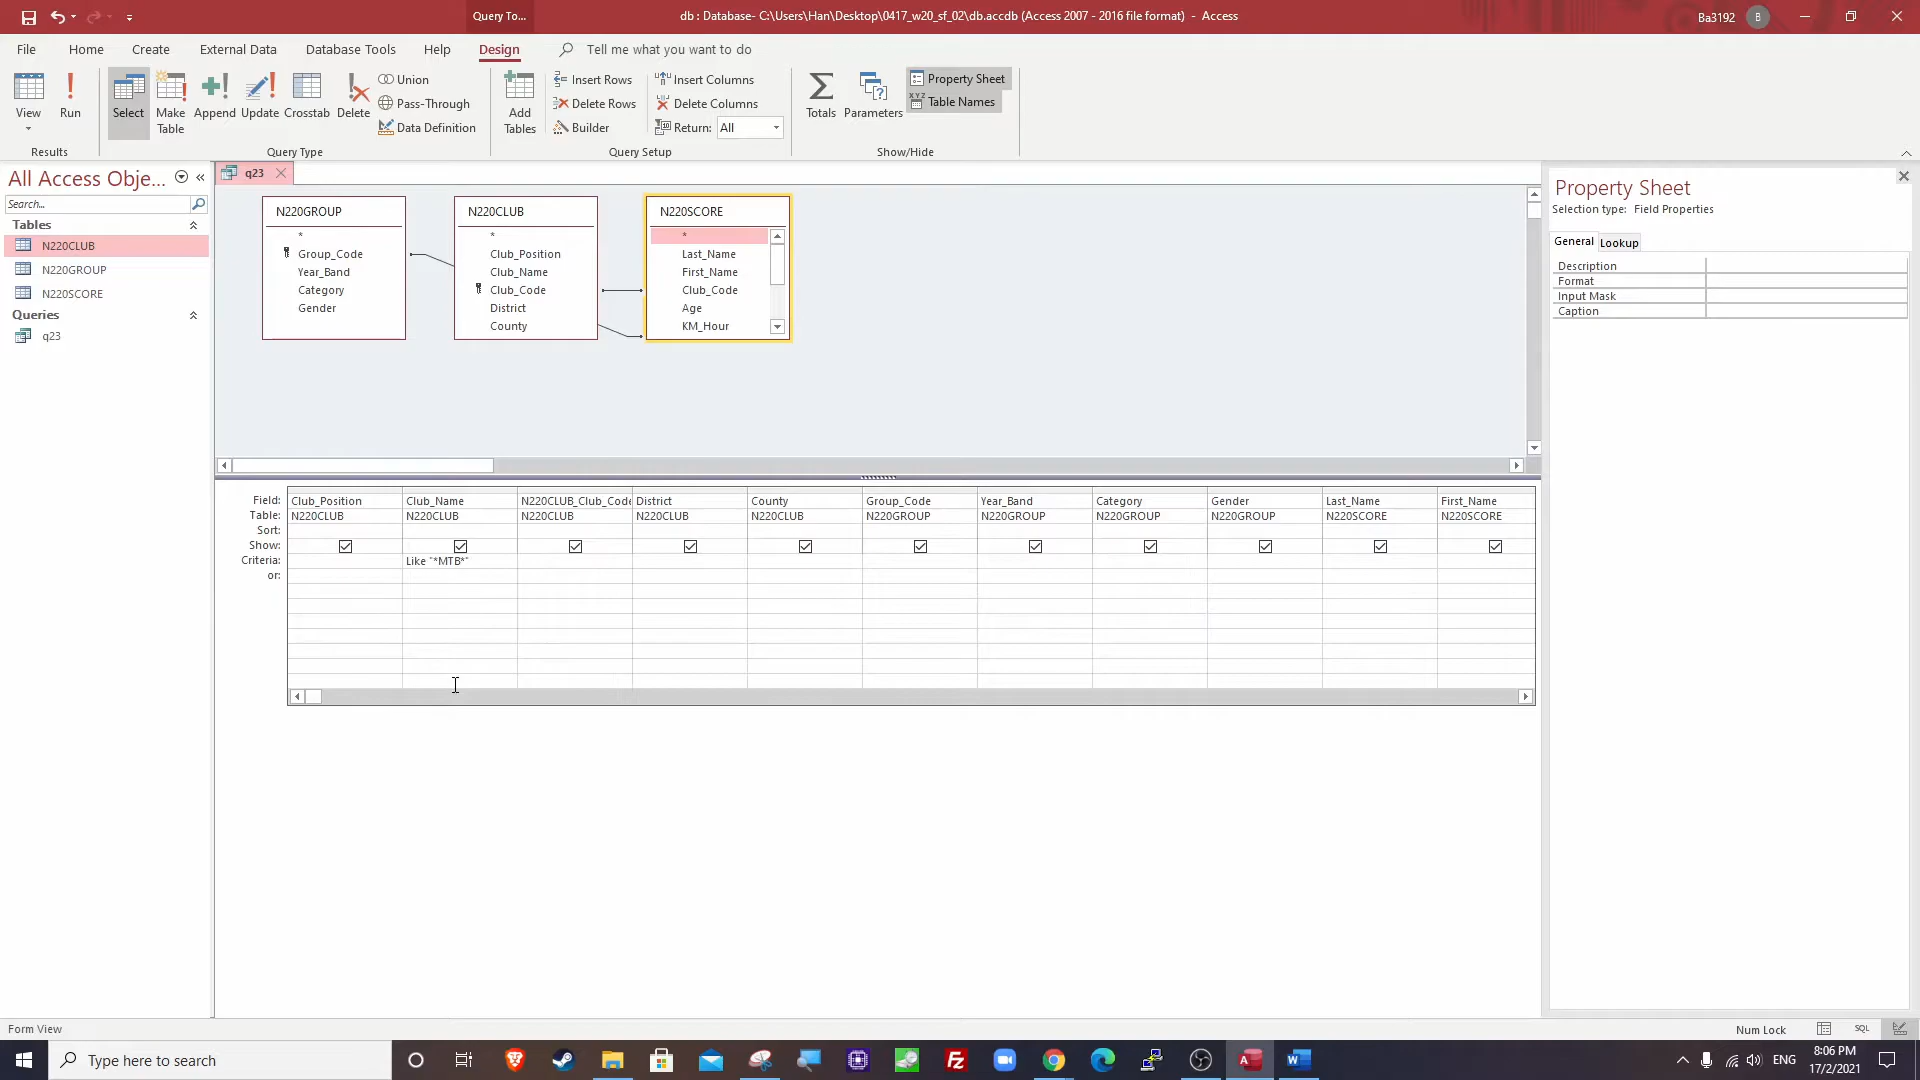 Query To...
db : Database- C:\Users\Han\Desktop\0417_w20_sf_02\db.accdb (Access 2007 - 2016 file format)  -  Access
Ba3192
B
File
Home
Create
External Data
Database Tools
Help
Design
Tell me what you want to do
View
Run
Select
Make Table
Append
Update
Crosstab
Delete
Union
Pass-Through
Data Definition
Add Tables
Insert Rows
Delete Rows
Builder
Insert Columns
Delete Columns
Return:
All
Totals
Parameters
Property Sheet
Table Names
Results
Query Type
Query Setup
Show/Hide
All Access Obje...
Search...
Tables
N220CLUB
N220GROUP
N220SCORE
Queries
q23
q23
N220GROUP
*
Group_Code
Year_Band
Category
Gender
N220CLUB
*
Club_Position
Club_Name
Club_Code
District
County
N220SCORE
*
Last_Name
First_Name
Club_Code
Age
KM_Hour
Field: Club_Position Club_Name N220CLUB_Club_Code District County Group_Code Year_Band Category Gender Last_Name First_Name
Table: N220CLUB N220CLUB N220CLUB N220CLUB N220CLUB N220GROUP N220GROUP N220GROUP N220GROUP N220SCORE N220SCORE
Sort:
Show:
Criteria: Like "*MTB*"
or:
Property Sheet
Selection type:  Field Properties
General Lookup
Description
Format
Input Mask
Caption
Form View
Num Lock
SQL
Type here to search
ENG
8:06 PM
17/2/2021